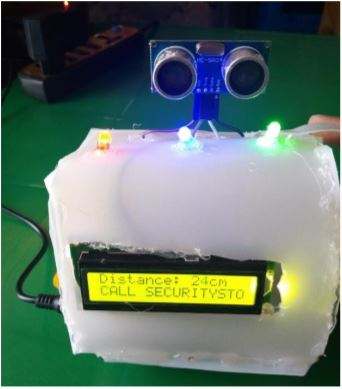 HC-SR04
Distance: 24cm
CALL SECURITYSTO